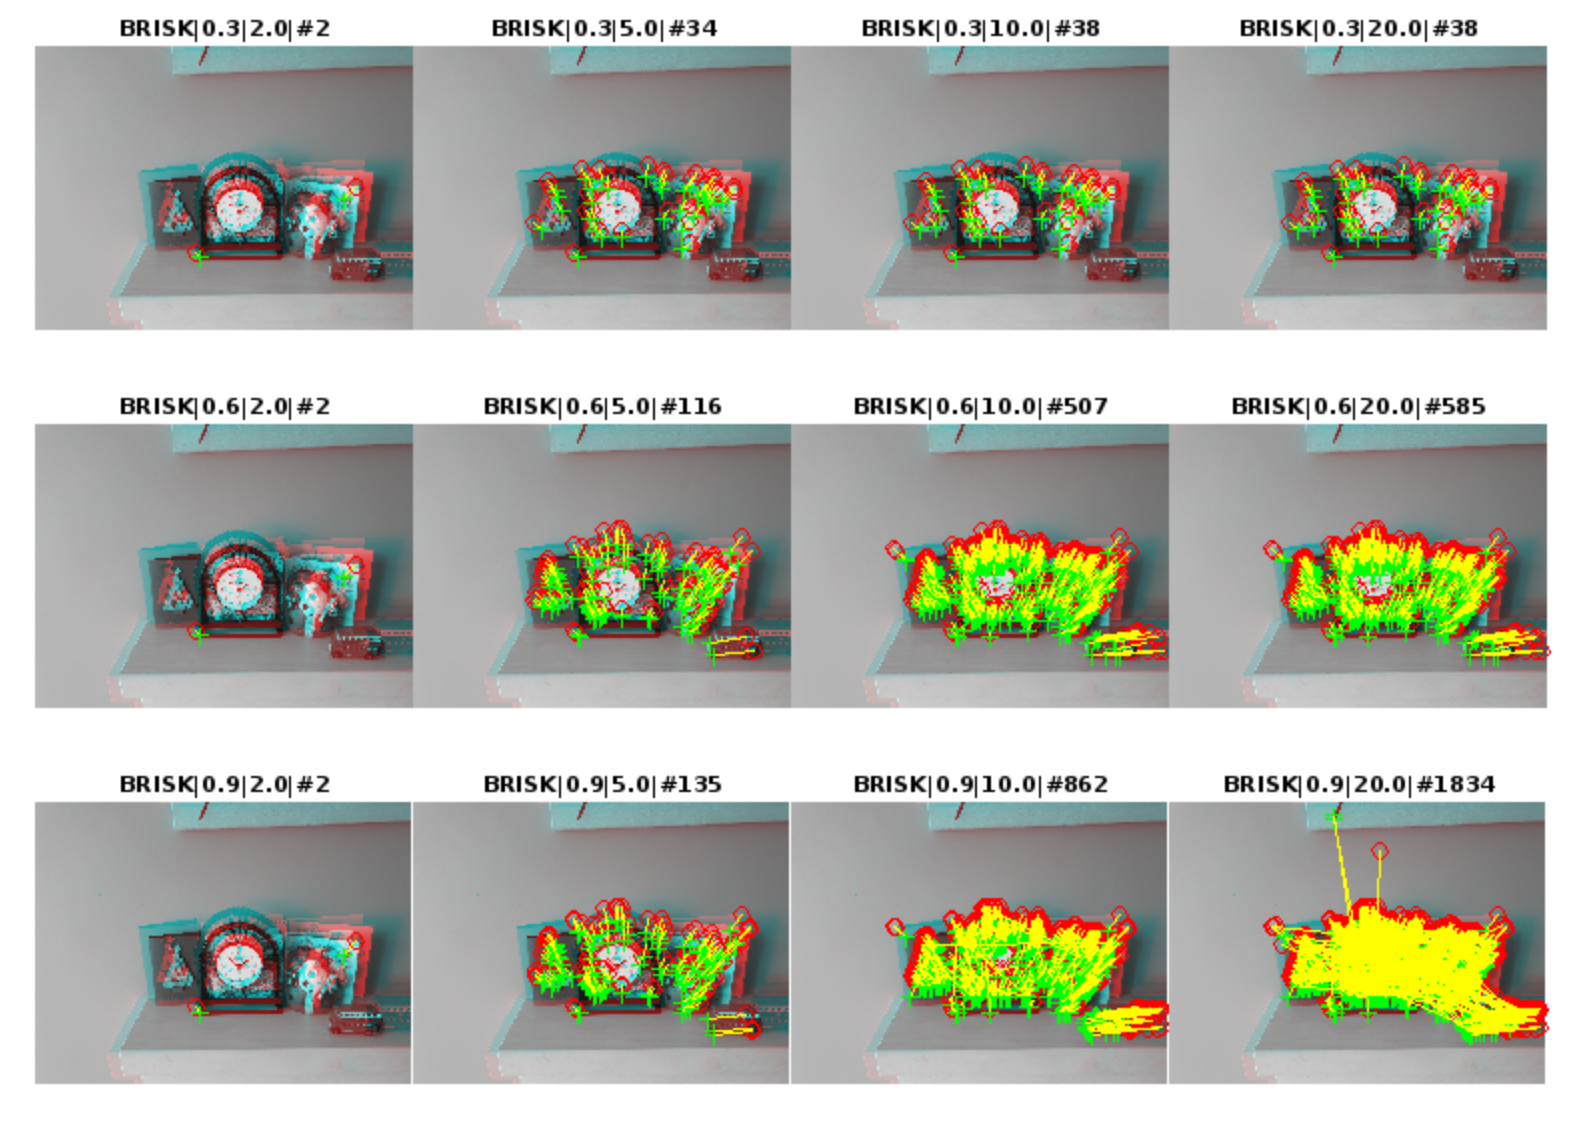 BRISK|0.3|2.0|#2
BRISK|0.3|5.0|#34
BRISK|0.3|10.0|#38
BRISK|0.3|20.0|#38
BRISK|0.6|2.0|#2
BRISK|0.6|5.0|#116
BRISK|0.6|10.0|#507
BRISK|0.6|20.0|#585
BRISK|0.9|2.0|#2
BRISK|0.9|5.0|#135
BRISK|0.9|10.0|#862
BRISK|0.9|20.0|#1834